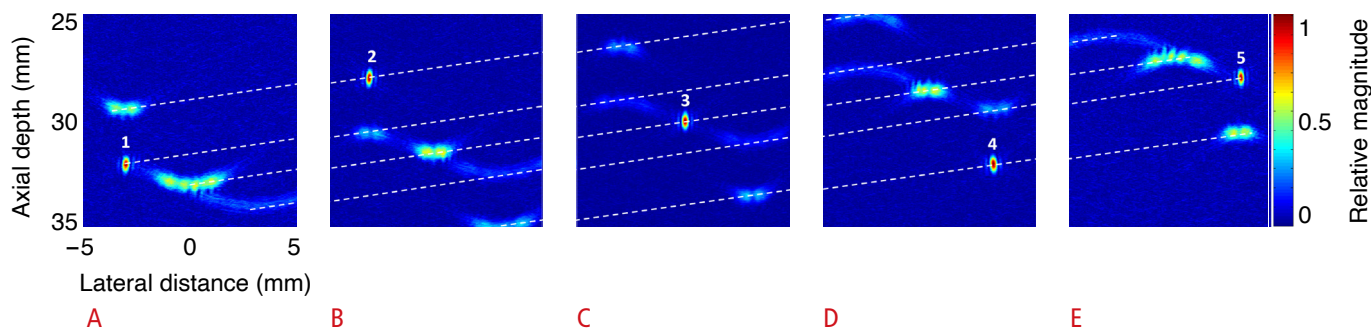 25
30
35
Axial depth (mm)
−5
0
5
Lateral distance (mm)
1
2
3
4
5
1
0.5
0
Relative magnitude
A
B
C
D
E